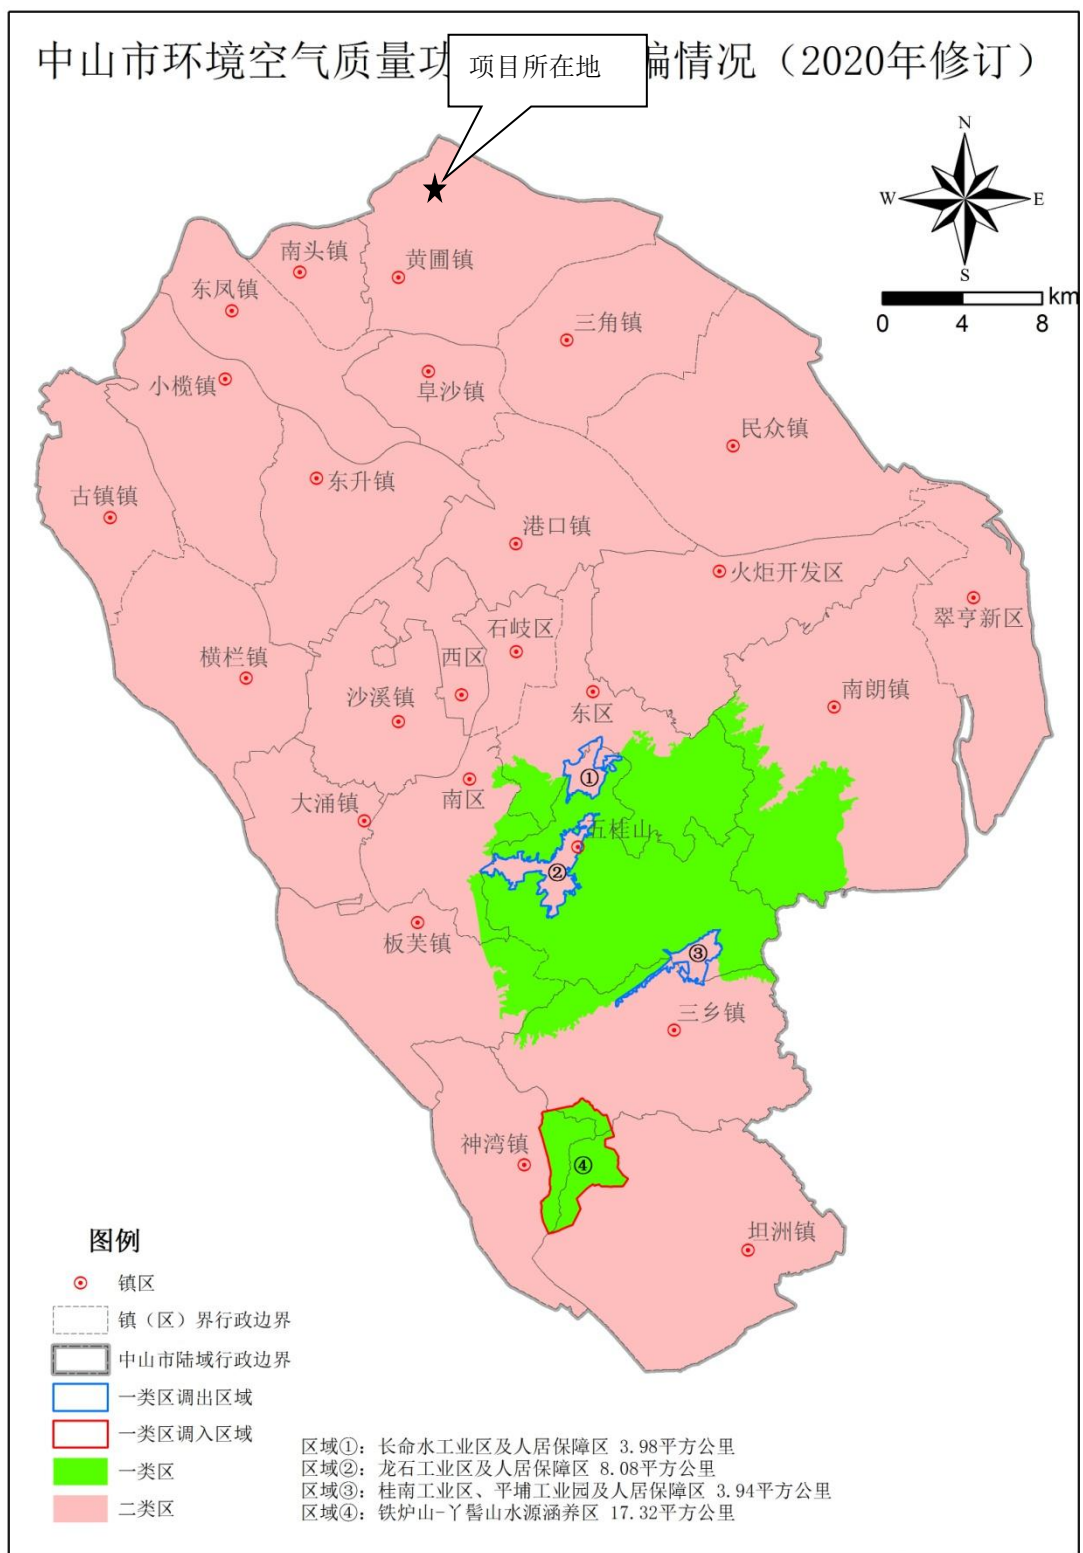 中山市环境空气质量功
编情况（2020年修订）
项目所在地
N
W
E
S
km
0 4 8
南头镇
黄圃镇
东凤镇
三角镇
小榄镇
阜沙镇
民众镇
东升镇
古镇镇
港口镇
火炬开发区
翠亨新区
石岐区
横栏镇
西区
沙溪镇
南朗镇
东区
①
南区
大涌镇
五桂山
②
板芙镇
③
三乡镇
神湾镇
④
坦洲镇
图例
镇区
镇（区）界行政边界
中山市陆域行政边界
一类区调出区域
一类区调入区域
一类区
二类区
区域①：长命水工业区及人居保障区 3.98平方公里
区域②：龙石工业区及人居保障区 8.08平方公里
区域③：桂南工业区、平埔工业园及人居保障区 3.94平方公里
区域④：铁炉山-丫髻山水源涵养区 17.32平方公里